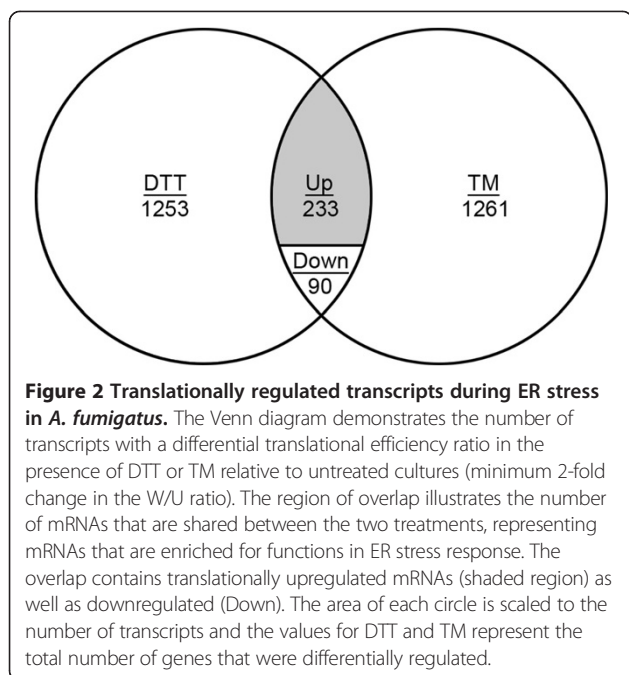 DTT
1253
Up
233
TM
1261
Down
90
Figure 2 Translationally regulated transcripts during ER stress
in A. fumigatus. The Venn diagram demonstrates the number of
transcripts with a differential translational efficiency ratio in the
presence of DTT or TM relative to untreated cultures (minimum 2-fold
change in the W/U ratio). The region of overlap illustrates the number
of mRNAs that are shared between the two treatments, representing
mRNAs that are enriched for functions in ER stress response. The
overlap contains translationally upregulated mRNAs (shaded region) as
well as downregulated (Down). The area of each circle is scaled to the
number of transcripts and the values for DTT and TM represent the
total number of genes that were differentially regulated.